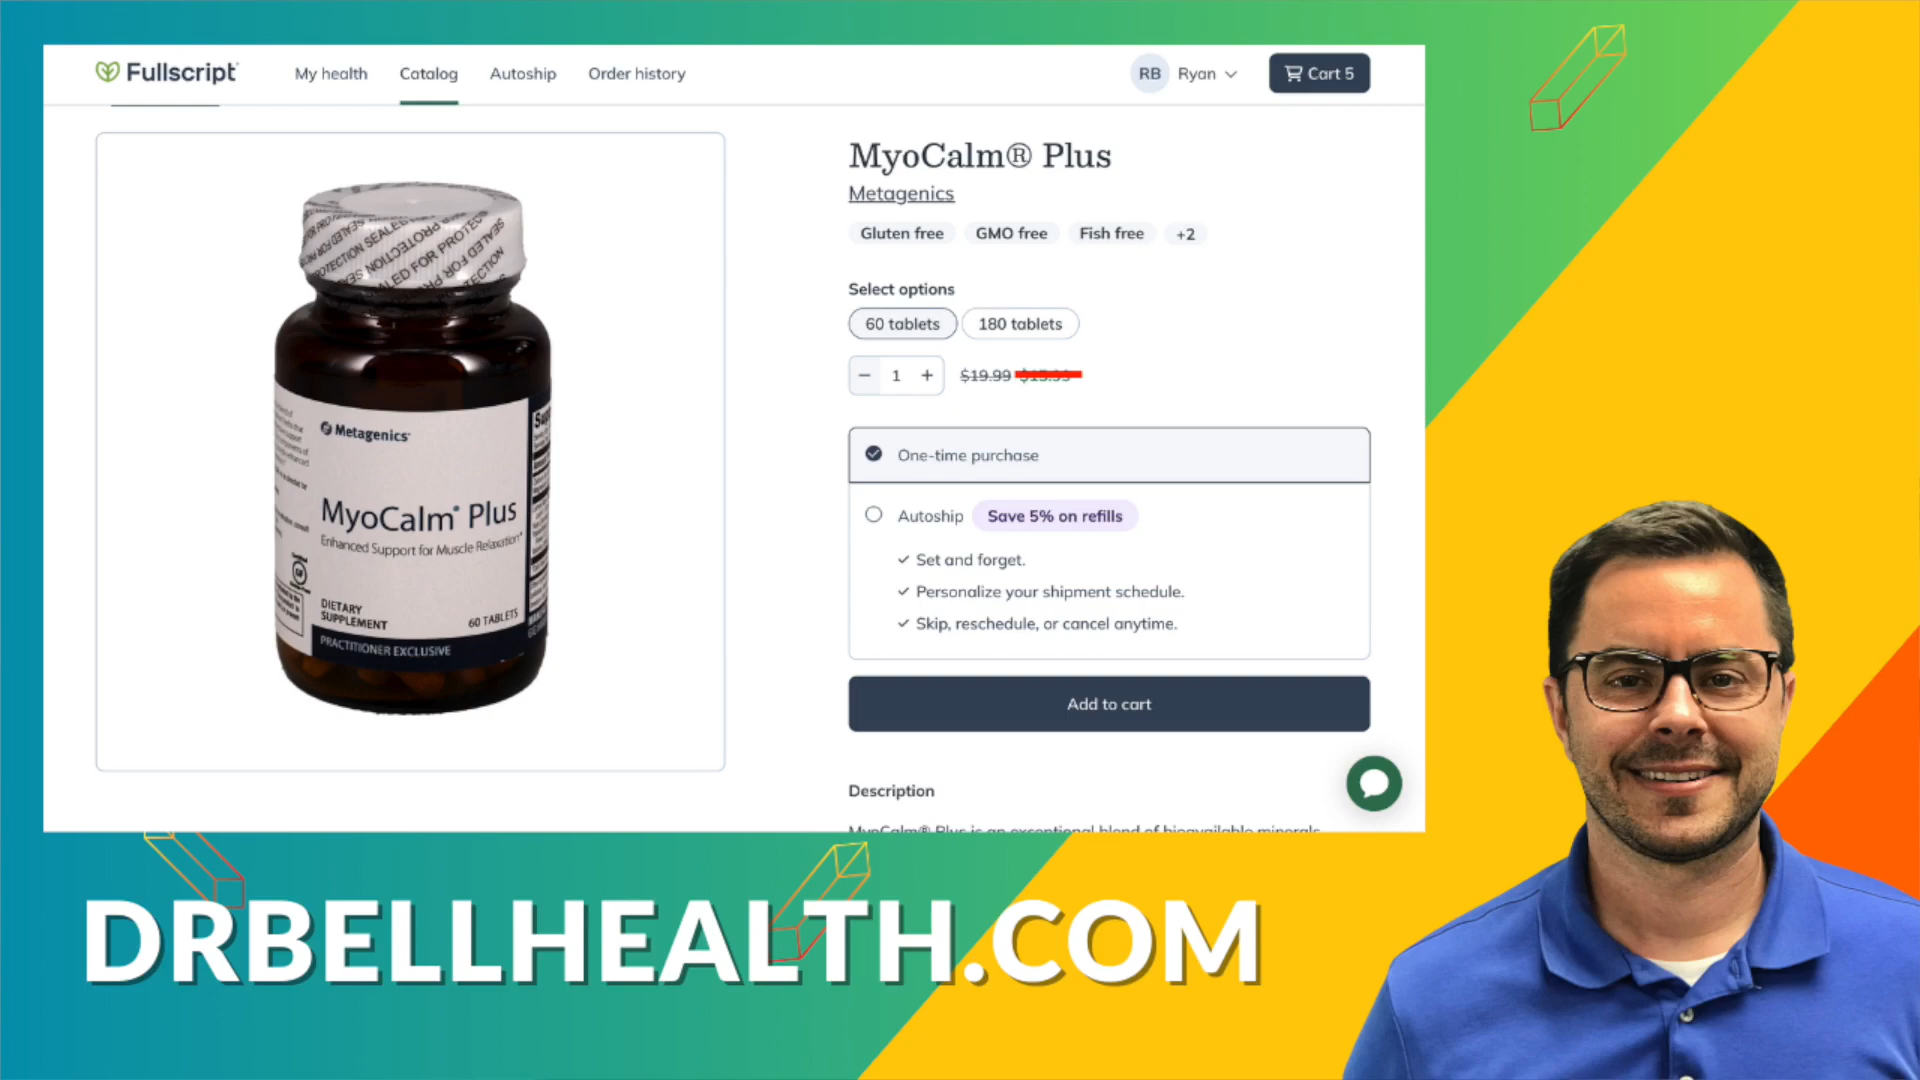 Fullscript
My health
Catalog
Autoship
Order history
RB
Ryan
Cart 5
MyoCalm® Plus
Metagenics
Gluten free
GMO free
Fish free
+2
Select options
60 tablets
180 tablets
− 1 +
$19.99
One-time purchase
Autoship
Save 5% on refills
Set and forget.
Personalize your shipment schedule.
Skip, reschedule, or cancel anytime.
Add to cart
Description
Metagenics
MyoCalm® Plus
Enhanced Support for Muscle Relaxation*
DIETARY
SUPPLEMENT
60 TABLETS
PRACTITIONER EXCLUSIVE
DRBELLHEALTH.COM